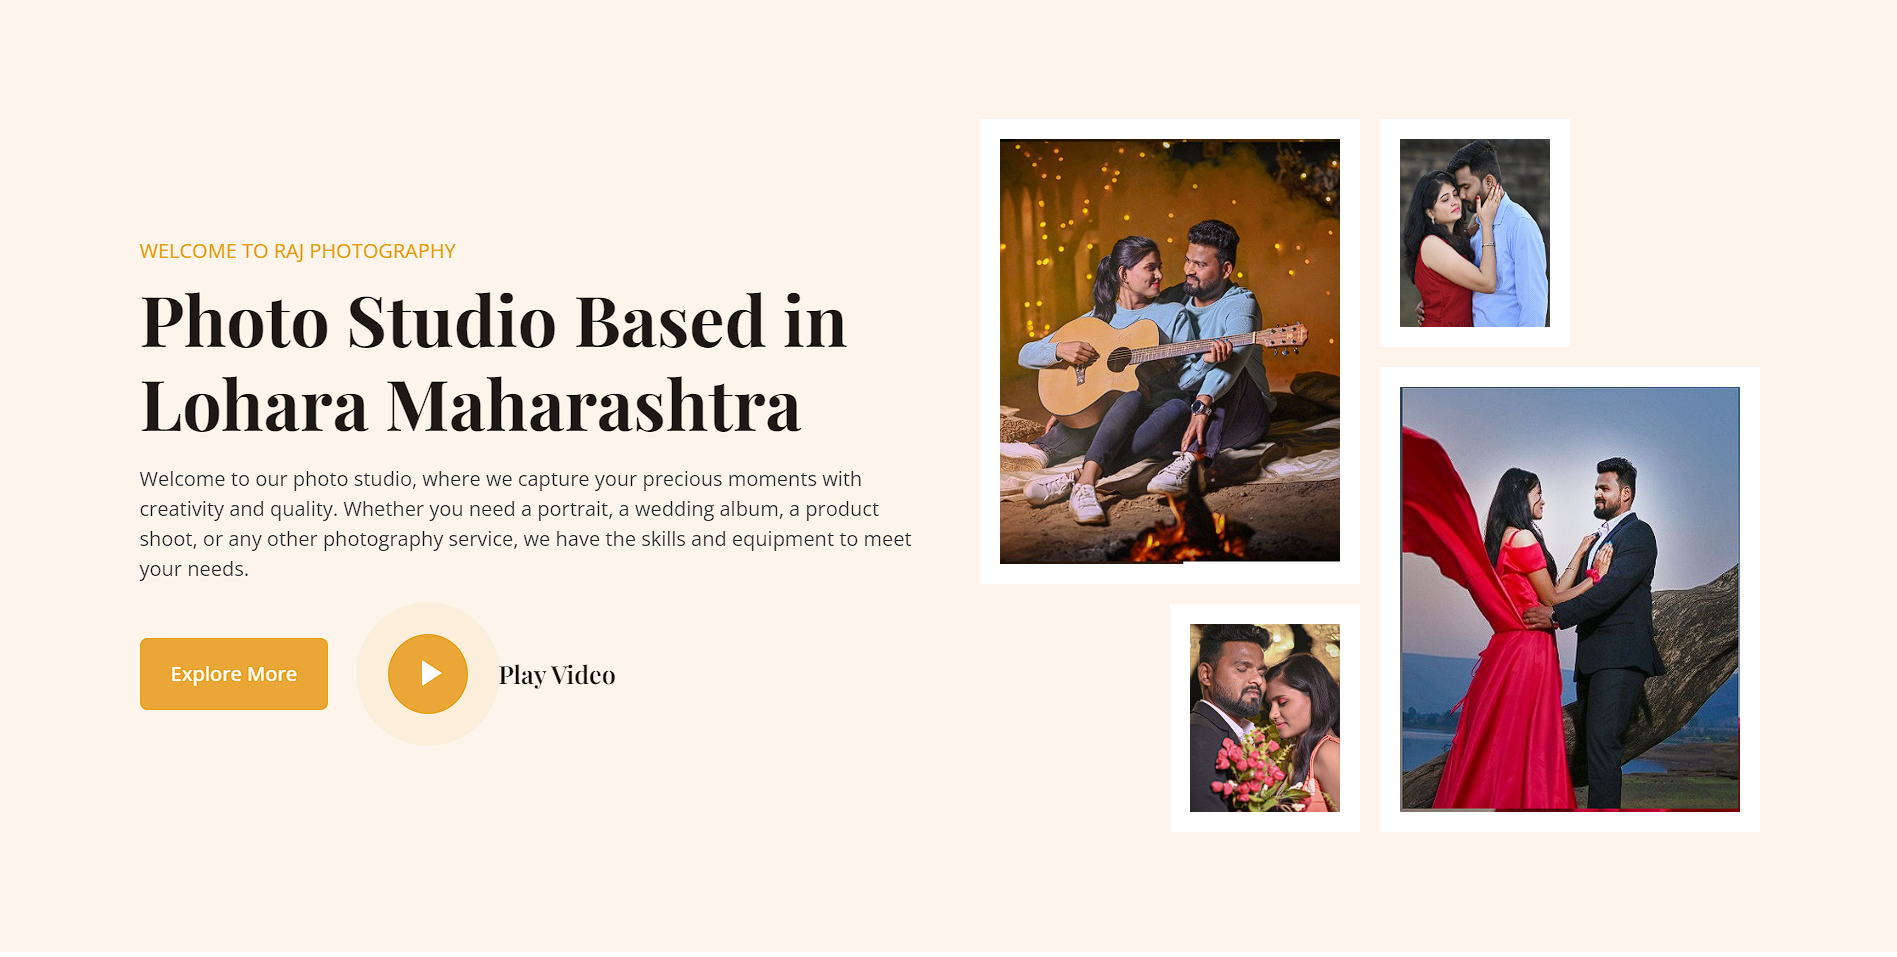 WELCOME TO RAJ PHOTOGRAPHY
Photo Studio Based in
Lohara Maharashtra
Welcome to our photo studio, where we capture your precious moments with
creativity and quality. Whether you need a portrait, a wedding album, a product
shoot, or any other photography service, we have the skills and equipment to meet
your needs.
Explore More
Play Video